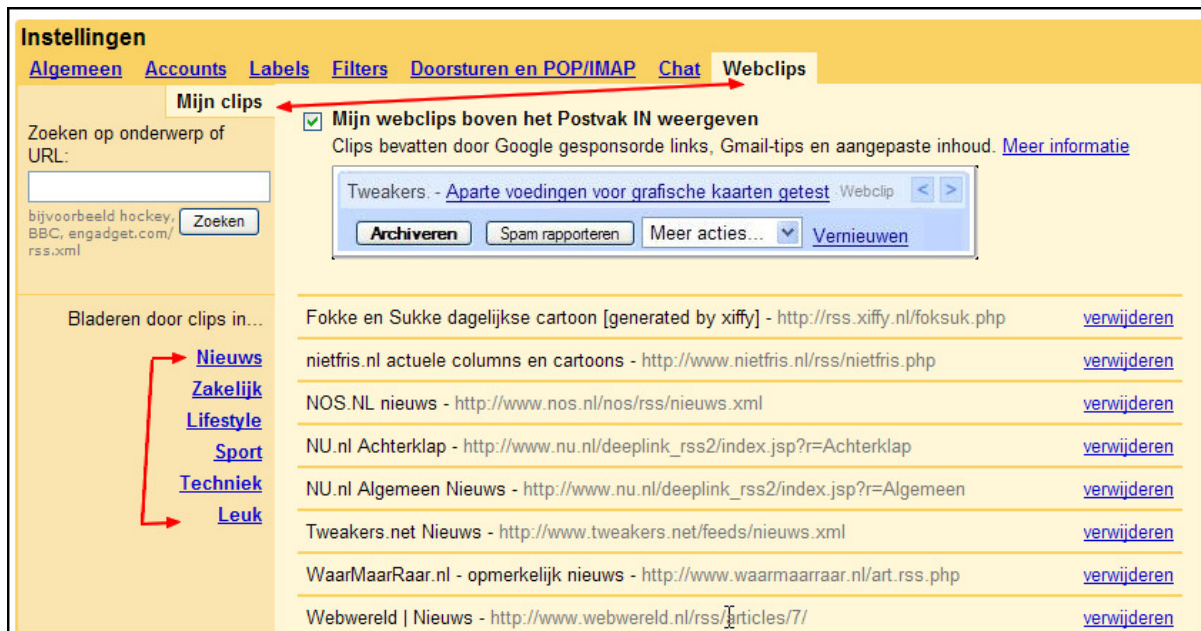 Instellingen
Algemeen Accounts Labels Filters Doorsturen en POP/IMAP Chat Webclips
Mijn clips
Zoeken op onderwerp of
URL:
bijvoorbeeld hockey,
BBC, engadget.com/
rss.xml
Zoeken
Bladeren door clips in...
Nieuws
Zakelijk
Lifestyle
Sport
Techniek
Leuk
Mijn webclips boven het Postvak IN weergeven
Clips bevatten door Google gesponsorde links, Gmail-tips en aangepaste inhoud. Meer informatie
Tweakers. - Aparte voedingen voor grafische kaarten getest - Webclip < >
Archiveren Spam rapporteren Meer acties... Vernieuwen
Fokke en Sukke dagelijkse cartoon [generated by xiffy] - http://rss.xiffy.nl/foksuk.php verwijderen
nietfris.nl actuele columns en cartoons - http://www.nietfris.nl/rss/nietfris.php verwijderen
NOS.NL nieuws - http://www.nos.nl/nos/rss/nieuws.xml verwijderen
NU.nl Achterklap - http://www.nu.nl/deeplink_rss2/index.jsp?r=Achterklap verwijderen
NU.nl Algemeen Nieuws - http://www.nu.nl/deeplink_rss2/index.jsp?r=Algemeen verwijderen
Tweakers.net Nieuws - http://www.tweakers.net/feeds/nieuws.xml verwijderen
WaarMaarRaar.nl - opmerkelijk nieuws - http://www.waarmaarraar.nl/art.rss.php verwijderen
Webwereld | Nieuws - http://www.webwereld.nl/rss/articles/7/ verwijderen